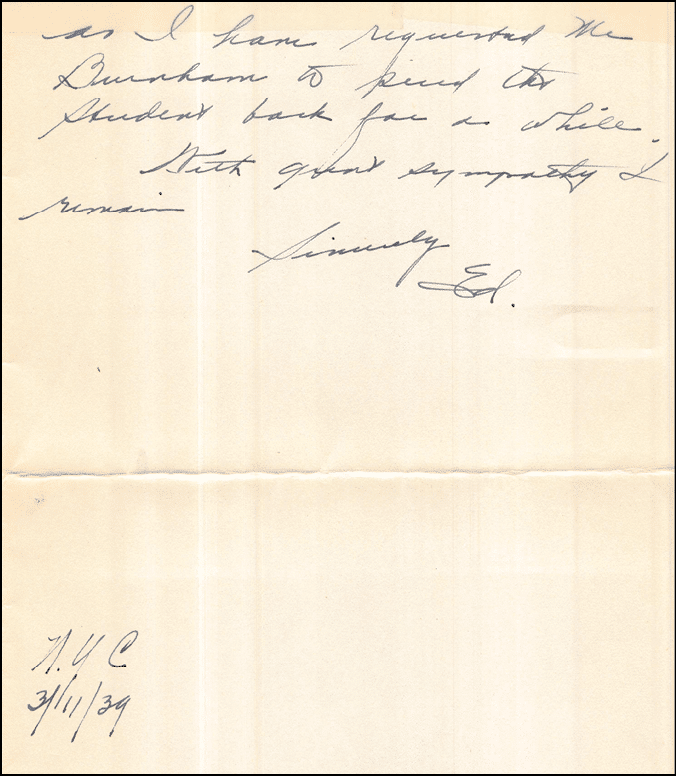 as I have requested Mr
Burnham to send the
student back for a while.
With great sympathy I
remain
Sincerely
Ed.
N.Y.C
3/11/39